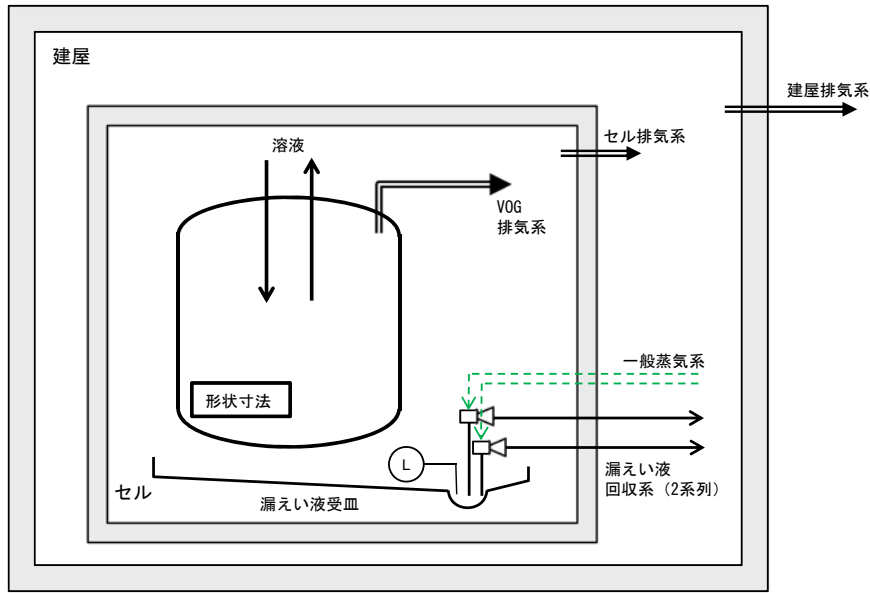 建屋
建屋排気系
セル排気系
溶液
VOG
排気系
一般蒸気系
形状寸法
L
漏えい液
回収系（2系列）
セル
漏えい液受皿